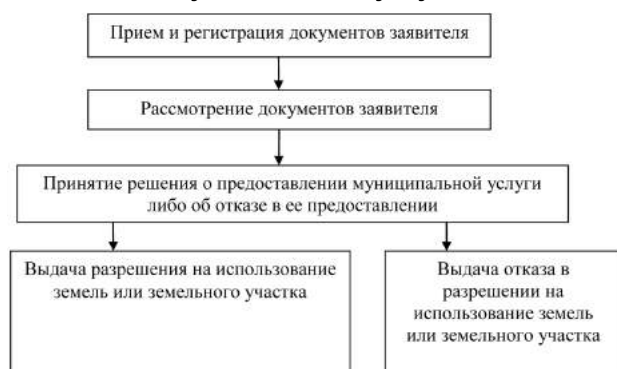 Прием и регистрация документов заявителя
Рассмотрение документов заявителя
Принятие решения о предоставлении муниципальной услуги
либо об отказе в ее предоставлении
Выдача разрешения на использование
земель или земельного участка
Выдача отказа в
разрешении на
использование земель
или земельного участка